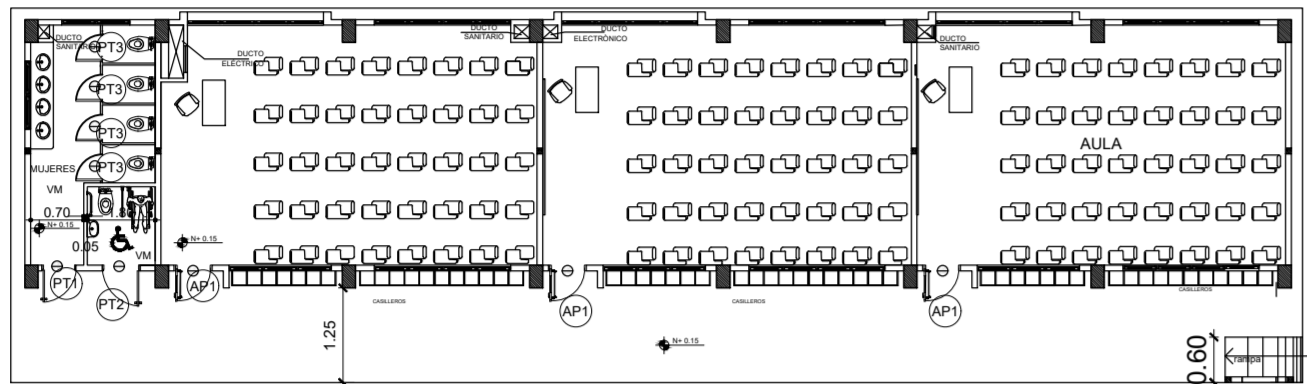 DUCTO
SANITARIO
PT3
PT3
PT3
PT3
DUCTO
ELÉCTRICO
DUCTO
SANITARIO
DUCTO
ELECTRÓNICO
DUCTO
SANITARIO
AULA
MUJERES
VM
0.70
N+ 0.15
0.05
VM
N+ 0.15
PT1
PT2
AP1
AP1
AP1
CASILLEROS
CASILLEROS
CASILLEROS
1.25
N+ 0.15
0.60
rampa